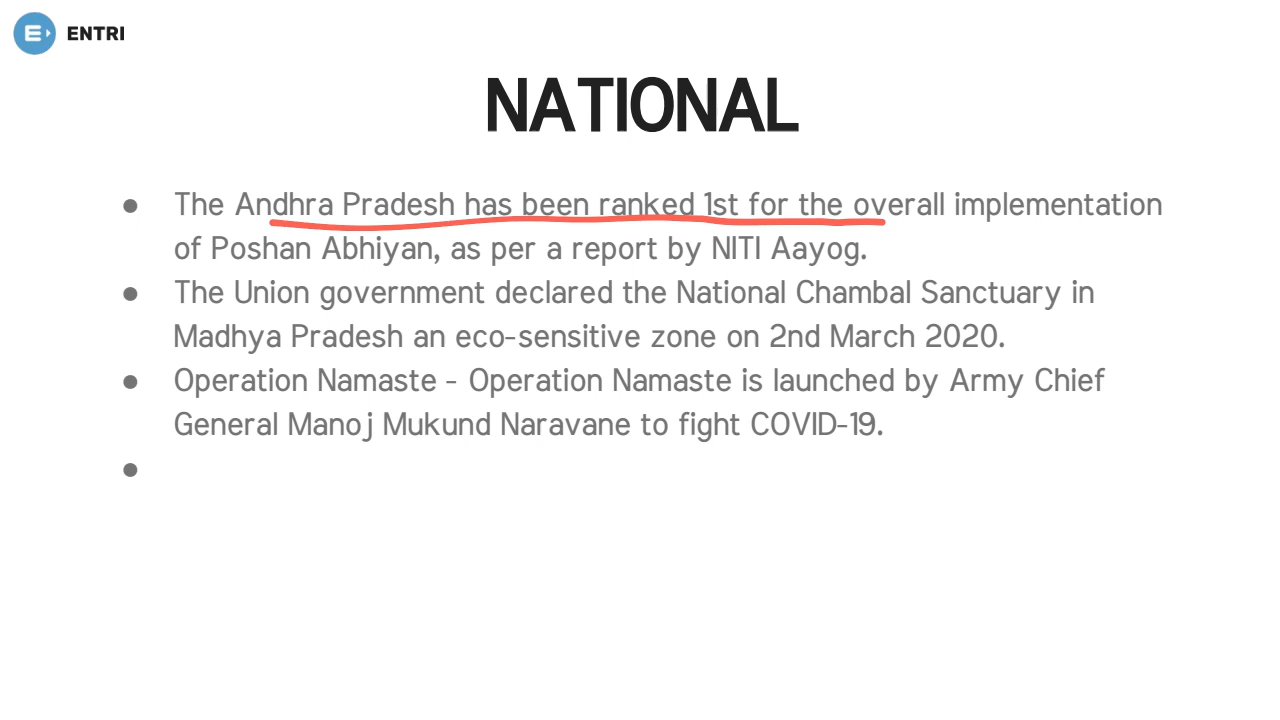 ENTRI
NATIONAL
● The Andhra Pradesh has been ranked 1st for the overall implementation
of Poshan Abhiyan, as per a report by NITI Aayog.
● The Union government declared the National Chambal Sanctuary in
Madhya Pradesh an eco-sensitive zone on 2nd March 2020.
● Operation Namaste - Operation Namaste is launched by Army Chief
General Manoj Mukund Naravane to fight COVID-19.
●